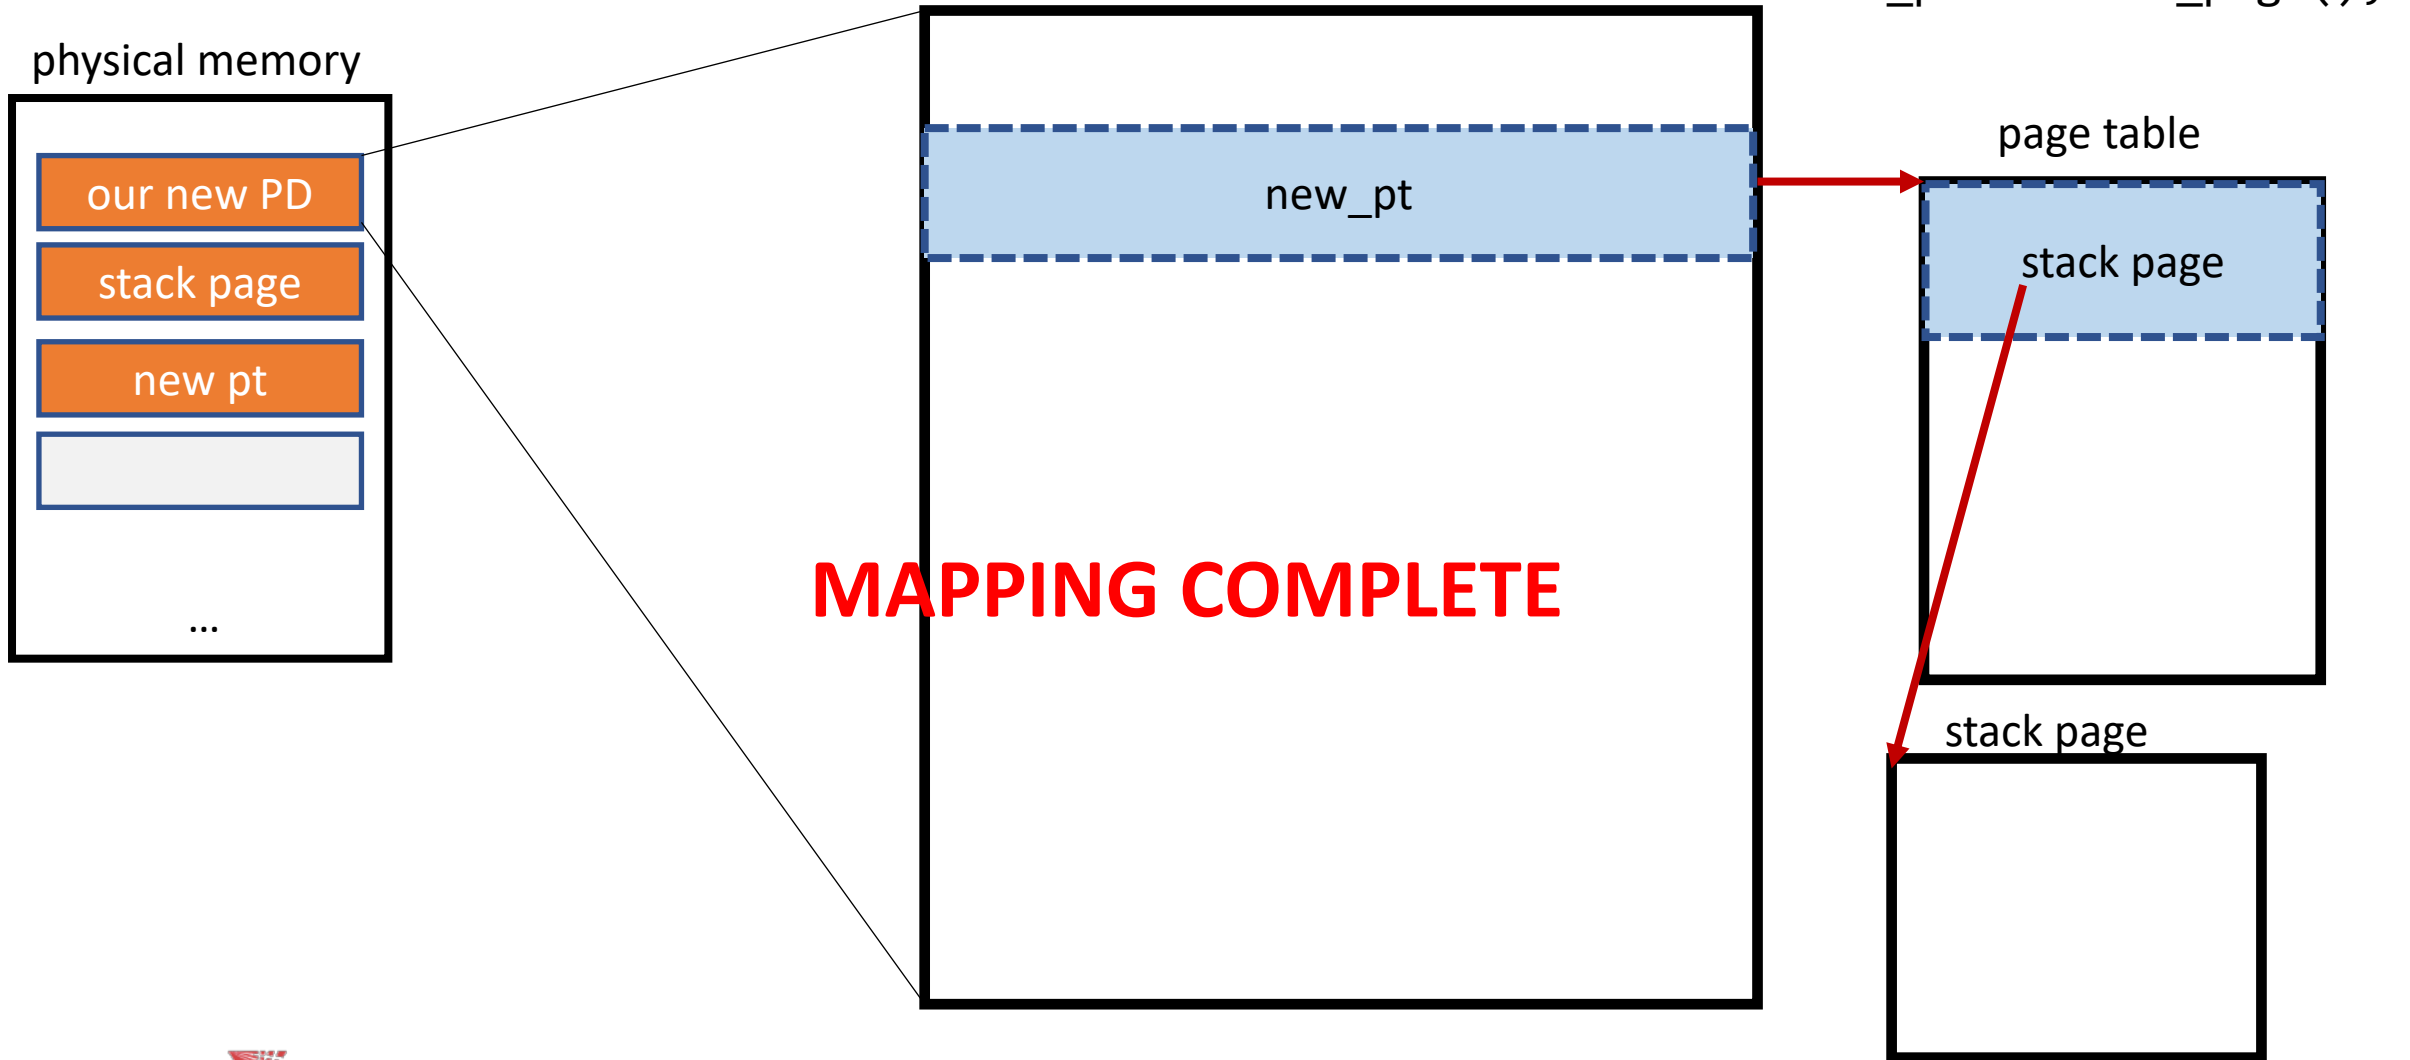 physical memory
our new PD
stack page
new pt
...
new_pt
MAPPING COMPLETE
page table
stack page
stack page